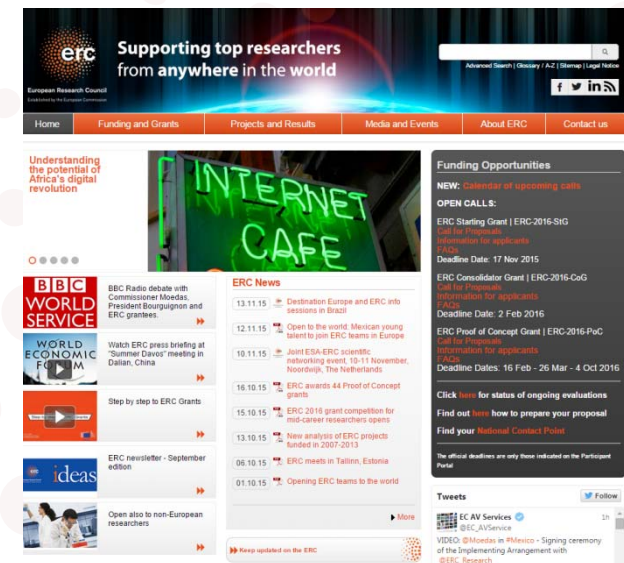 erc
European Research Council
Established by the European Commission
Supporting top researchers
from anywhere in the world
Advanced Search | Glossary / A-Z | Sitemap | Legal Notice
Home
Funding and Grants
Projects and Results
Media and Events
About ERC
Contact us
Understanding
the potential of
Africa's digital
revolution
INTERNET
CAFE
BBC
WORLD
SERVICE
BBC Radio debate with
Commissioner Moedas,
President Bourguignon and
ERC grantees.
WORLD
ECONOMIC
FORUM
Watch ERC press briefing at
"Summer Davos" meeting in
Dalian, China
Step by step to ERC Grants
ideas
ERC newsletter - September
edition
Open also to non-European
researchers
ERC News
13.11.15 Destination Europe and ERC info
sessions in Brazil
12.11.15 Open to the world: Mexican young
talent to join ERC teams in Europe
10.11.15 Joint ESA-ERC scientific
networking event, 10-11 November,
Noordwijk, The Netherlands
16.10.15 ERC awards 44 Proof of Concept
grants
15.10.15 ERC 2016 grant competition for
mid-career researchers opens
13.10.15 New analysis of ERC projects
funded in 2007-2013
06.10.15 ERC meets in Tallinn, Estonia
01.10.15 Opening ERC teams to the world
More
Keep updated on the ERC
Funding Opportunities
NEW: Calendar of upcoming calls
OPEN CALLS:
ERC Starting Grant | ERC-2016-StG
Call for Proposals
Information for applicants
FAQs
Deadline Date: 17 Nov 2015
ERC Consolidator Grant | ERC-2016-CoG
Call for Proposals
Information for applicants
FAQs
Deadline Date: 2 Feb 2016
ERC Proof of Concept Grant | ERC-2016-PoC
Call for Proposals
Information for applicants
FAQs
Deadline Dates: 16 Feb - 26 Mar - 4 Oct 2016
Click here for status of ongoing evaluations
Find out here how to prepare your proposal
Find your National Contact Point
The official deadlines are only those indicated on the Participant
Portal
Tweets
Follow
EC AV Services
1h
@EC_AVService
VIDEO: @Moedas in #Mexico - Signing ceremony
of the Implementing Arrangement with
@ERC_Research